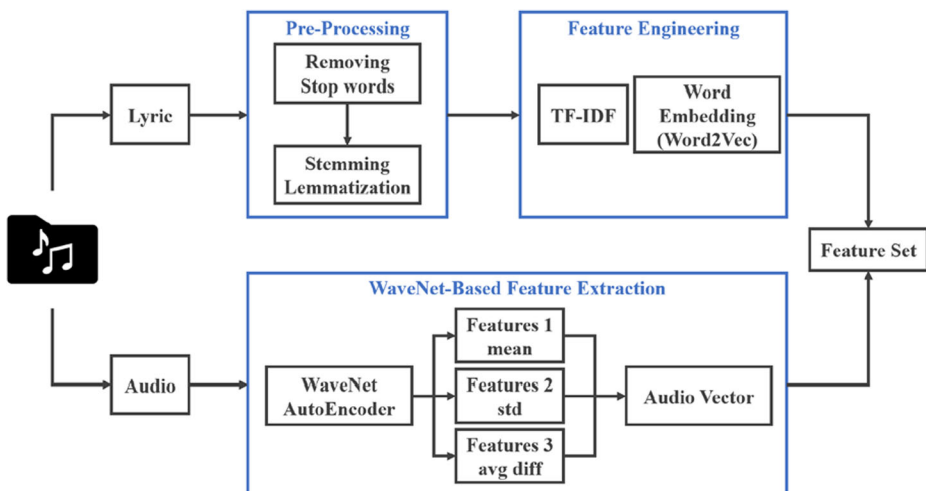 Pre-Processing
Removing
Stop words
Stemming
Lemmatization
Lyric
Feature Engineering
TF-IDF
Word
Embedding
(Word2Vec)
Feature Set
WaveNet-Based Feature Extraction
Audio
WaveNet
AutoEncoder
Features 1
mean
Features 2
std
Features 3
avg diff
Audio Vector